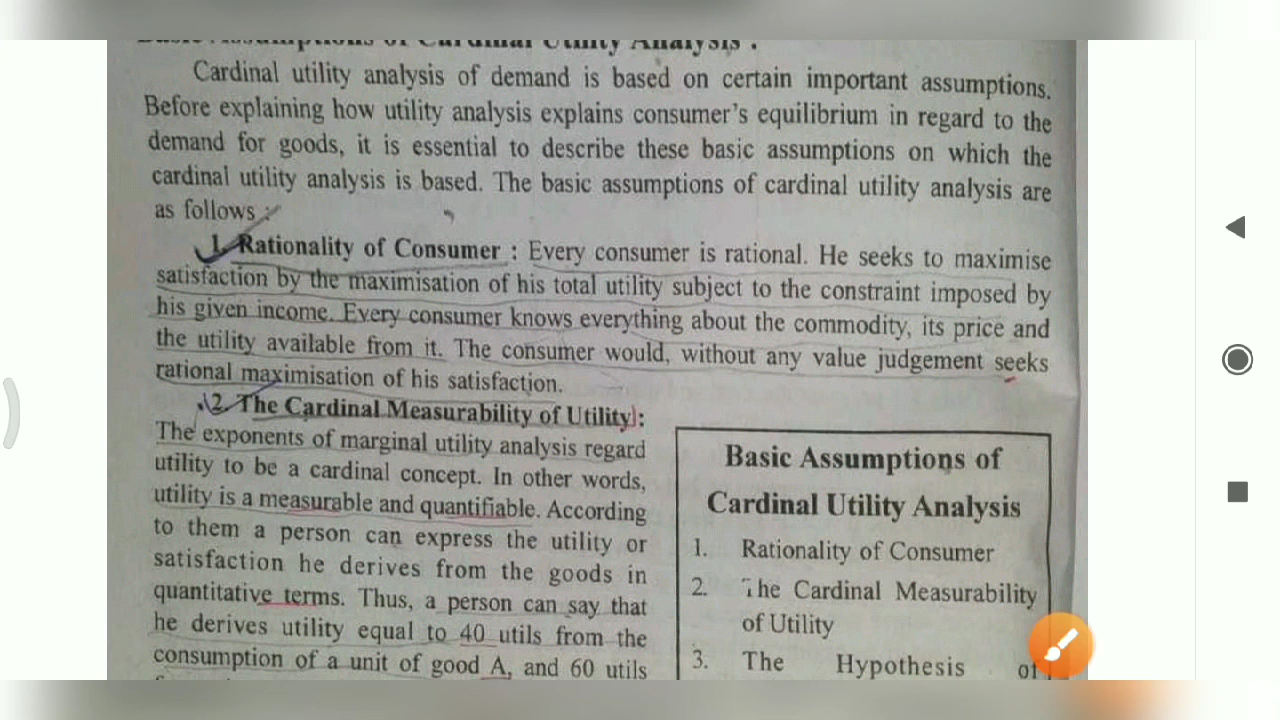 Basic Assumptions of Cardinal Utility Analysis :
Cardinal utility analysis of demand is based on certain important assumptions.
Before explaining how utility analysis explains consumer's equilibrium in regard to the
demand for goods, it is essential to describe these basic assumptions on which the
cardinal utility analysis is based. The basic assumptions of cardinal utility analysis are
as follows :
1. Rationality of Consumer : Every consumer is rational. He seeks to maximise
satisfaction by the maximisation of his total utility subject to the constraint imposed by
his given income. Every consumer knows everything about the commodity, its price and
the utility available from it. The consumer would, without any value judgement seeks
rational maximisation of his satisfaction.
2. The Cardinal Measurability of Utility :
The exponents of marginal utility analysis regard
utility to be a cardinal concept. In other words,
utility is a measurable and quantifiable. According
to them a person can express the utility or
satisfaction he derives from the goods in
quantitative terms. Thus, a person can say that
he derives utility equal to 40 utils from the
consumption of a unit of good A, and 60 utils
Basic Assumptions of
Cardinal Utility Analysis
1. Rationality of Consumer
2. The Cardinal Measurability
of Utility
3. The Hypothesis of